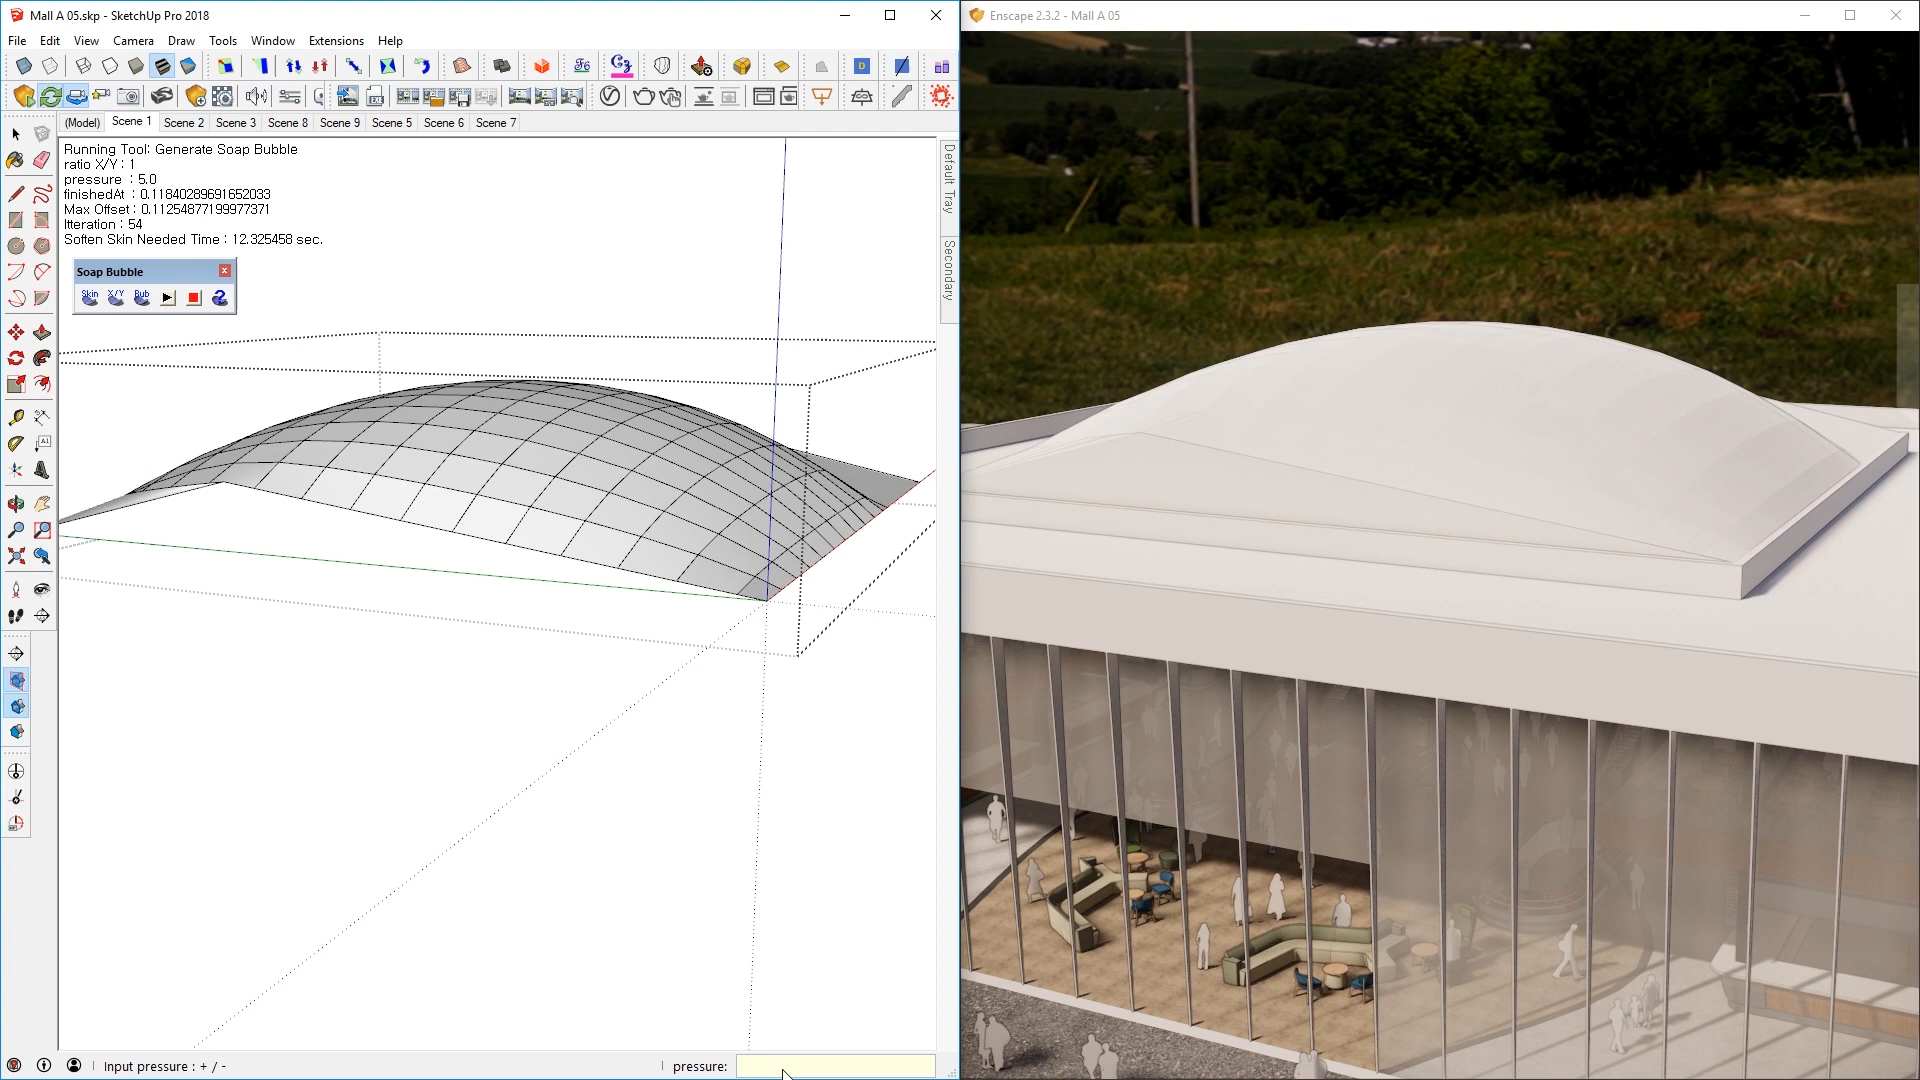 Mall A 05.skp - SketchUp Pro 2018
Enscape 2.3.2 - Mall A 05
File Edit View Camera Draw Tools Window Extensions Help
(Model) Scene 1 Scene 2 Scene 3 Scene 8 Scene 9 Scene 5 Scene 6 Scene 7
Running Tool: Generate Soap Bubble
ratio X/Y : 1
pressure : 5.0
finishedAt : 0.11840289691652033
Max Offset : 0.11254877199977371
Itteration : 54
Soften Skin Needed Time : 12.325458 sec.
Soap Bubble
Skin X/Y Bub
Default Tray
Secondary
Input pressure : + / -
pressure: